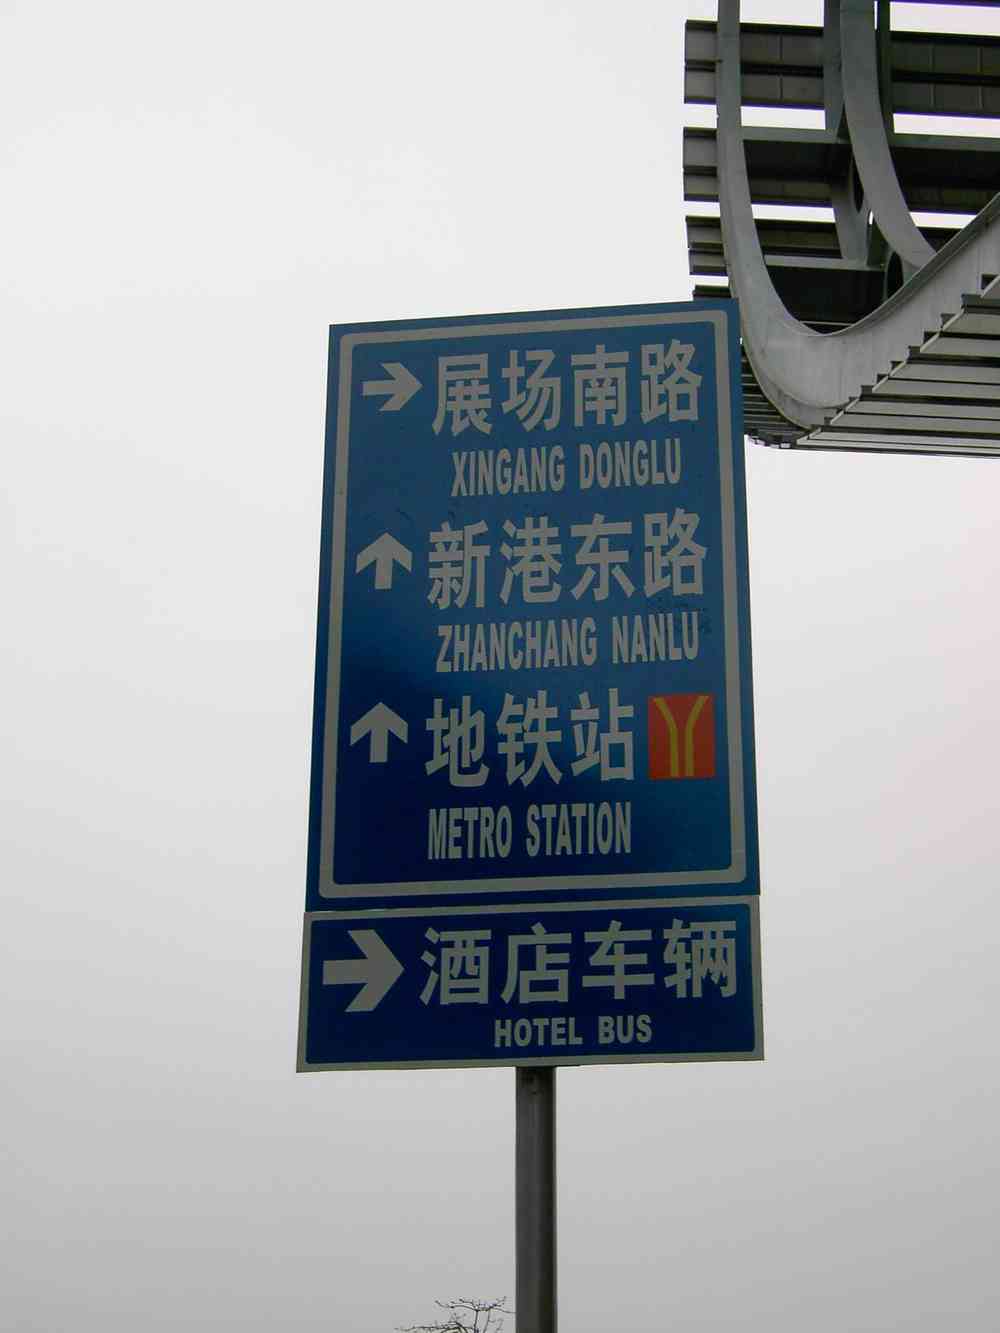 展场南路
XINGANG DONGLU
新港东路
ZHANCHANG NANLU
地铁站
METRO STATION
酒店车辆
HOTEL BUS